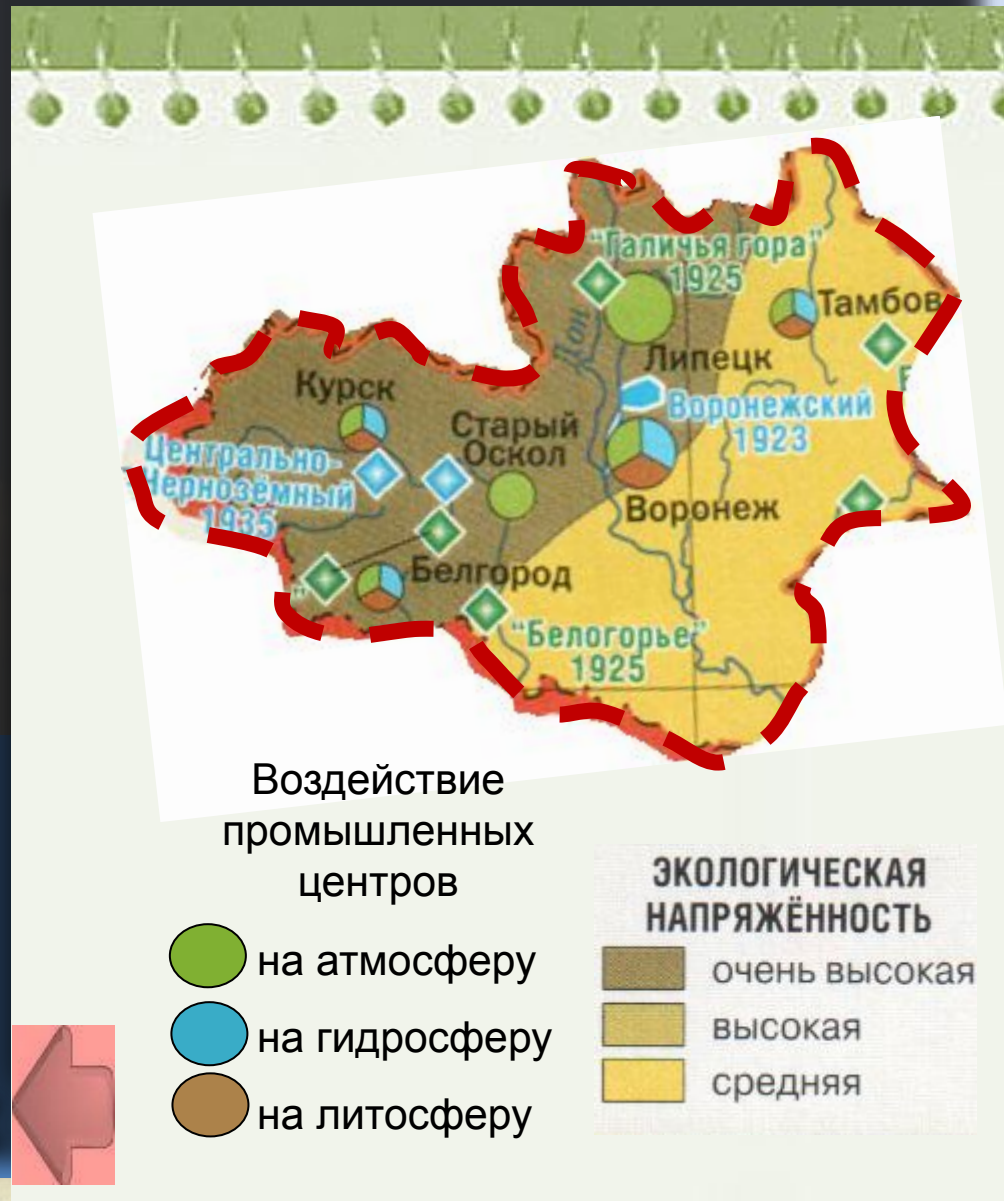 "Галичья гора"
1925
Тамбов
Дон
Липецк
Курск
Воронежский
1923
Старый
Оскол
Центрально-
Чернозёмный
1935
Воронеж
Белгород
"
"Белогорье"
1925
Воздействие
промышленных
центров
на атмосферу
на гидросферу
на литосферу
ЭКОЛОГИЧЕСКАЯ
НАПРЯЖЁННОСТЬ
очень высокая
высокая
средняя